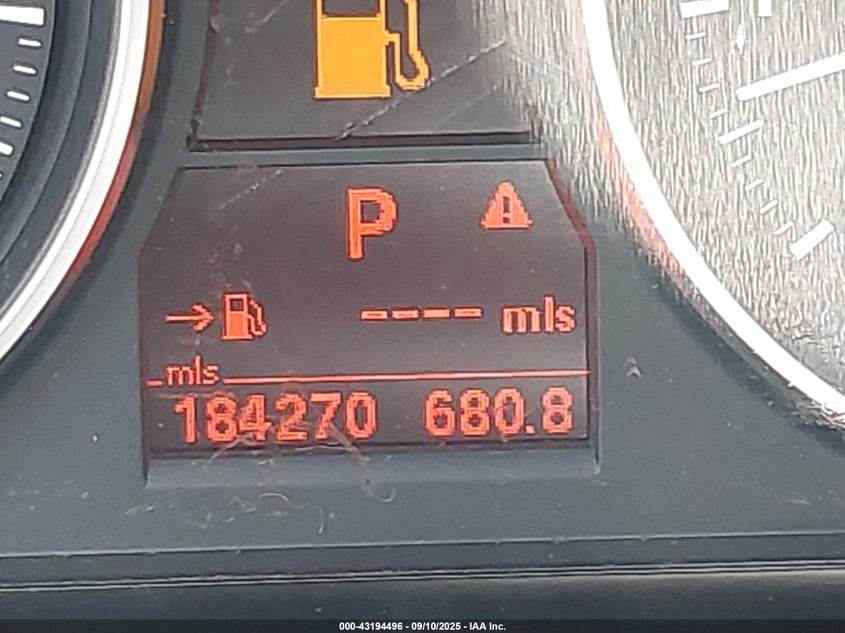 P
---- mls
mls
184270 680.8
000-43194496 - 09/10/2025 - IAA Inc.